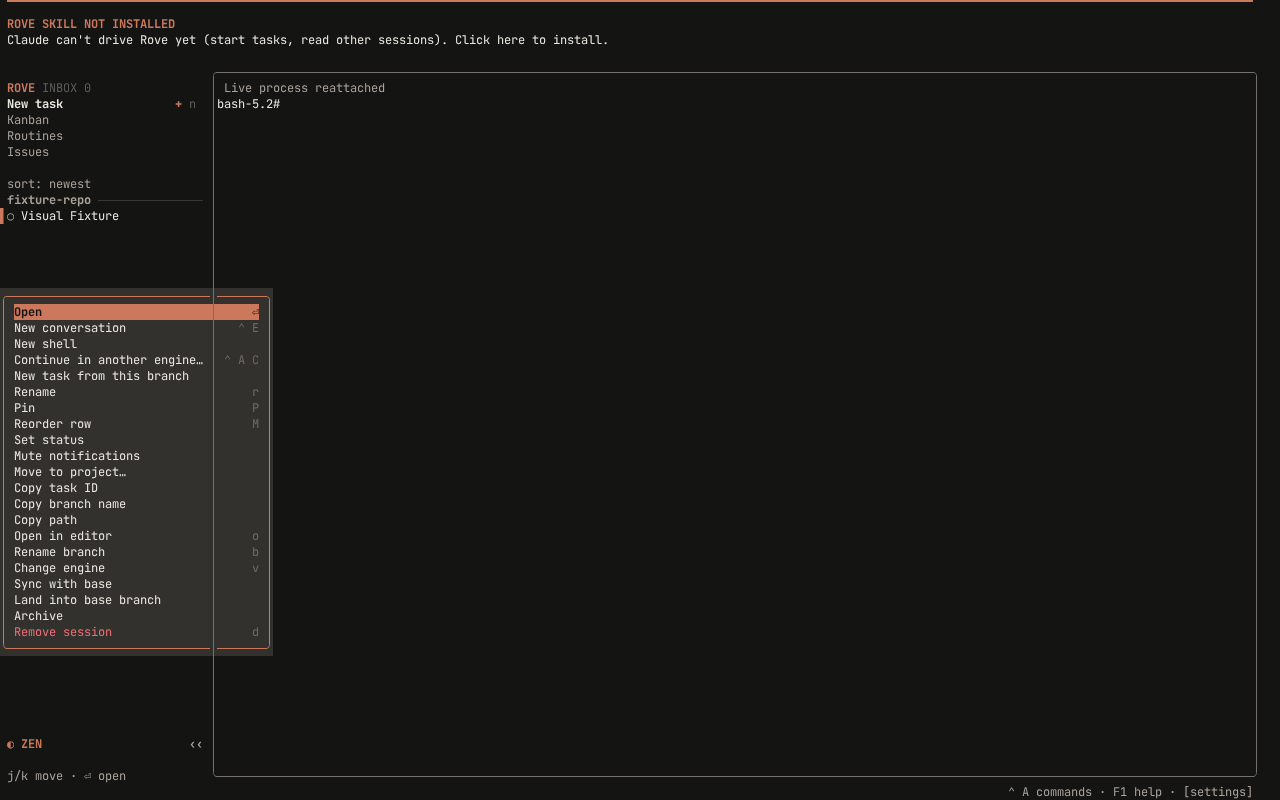 ROVE SKILL NOT INSTALLED
Claude can't drive Rove yet (start tasks, read other sessions). Click here to install.
ROVE INBOX 0
New task + n
Kanban
Routines
Issues
sort: newest
fixture-repo
○ Visual Fixture
Live process reattached
bash-5.2#
Open ⏎
New conversation ^ E
New shell
Continue in another engine… ^ A C
New task from this branch
Rename r
Pin P
Reorder row M
Set status
Mute notifications
Move to project…
Copy task ID
Copy branch name
Copy path
Open in editor o
Rename branch b
Change engine v
Sync with base
Land into base branch
Archive
Remove session d
◐ ZEN ‹‹
j/k move · ⏎ open
^ A commands · F1 help · [settings]